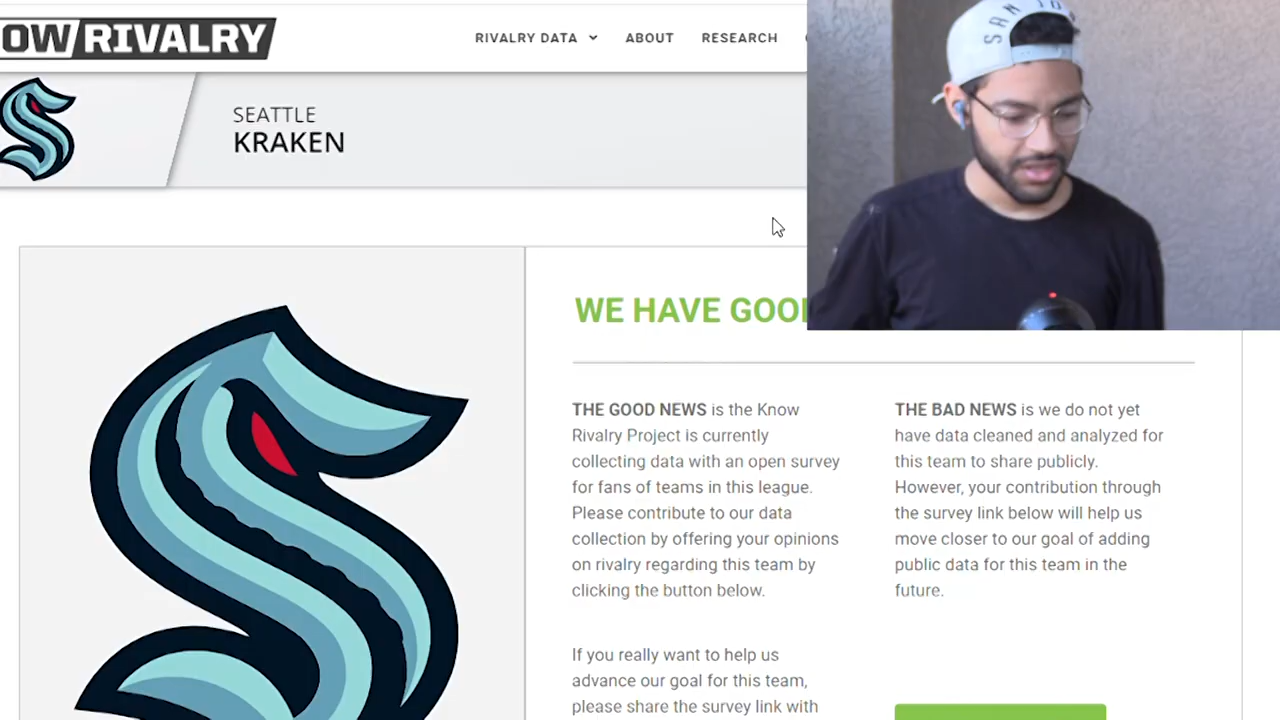 OW RIVALRY
RIVALRY DATA
ABOUT
RESEARCH
SEATTLE
KRAKEN
SAN JO
WE HAVE GOO
THE GOOD NEWS is the Know
Rivalry Project is currently
collecting data with an open survey
for fans of teams in this league.
Please contribute to our data
collection by offering your opinions
on rivalry regarding this team by
clicking the button below.
If you really want to help us
advance our goal for this team,
please share the survey link with
THE BAD NEWS is we do not yet
have data cleaned and analyzed for
this team to share publicly.
However, your contribution through
the survey link below will help us
move closer to our goal of adding
public data for this team in the
future.